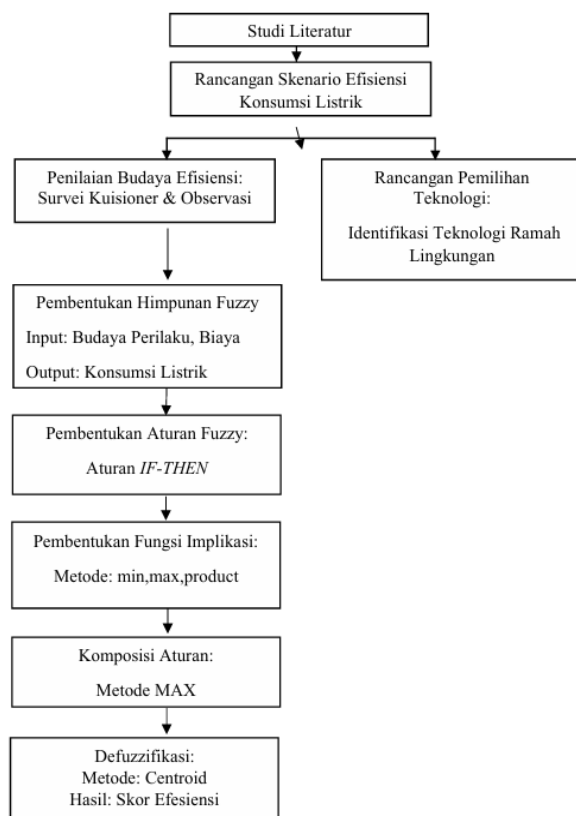 Studi Literatur
Rancangan Skenario Efisiensi
Konsumsi Listrik
Penilaian Budaya Efisiensi:
Survei Kuisioner & Observasi
Rancangan Pemilihan
Teknologi:
Identifikasi Teknologi Ramah
Lingkungan
Pembentukan Himpunan Fuzzy
Input: Budaya Perilaku, Biaya
Output: Konsumsi Listrik
Pembentukan Aturan Fuzzy:
Aturan IF-THEN
Pembentukan Fungsi Implikasi:
Metode: min,max,product
Komposisi Aturan:
Metode MAX
Defuzzifikasi:
Metode: Centroid
Hasil: Skor Efesiensi